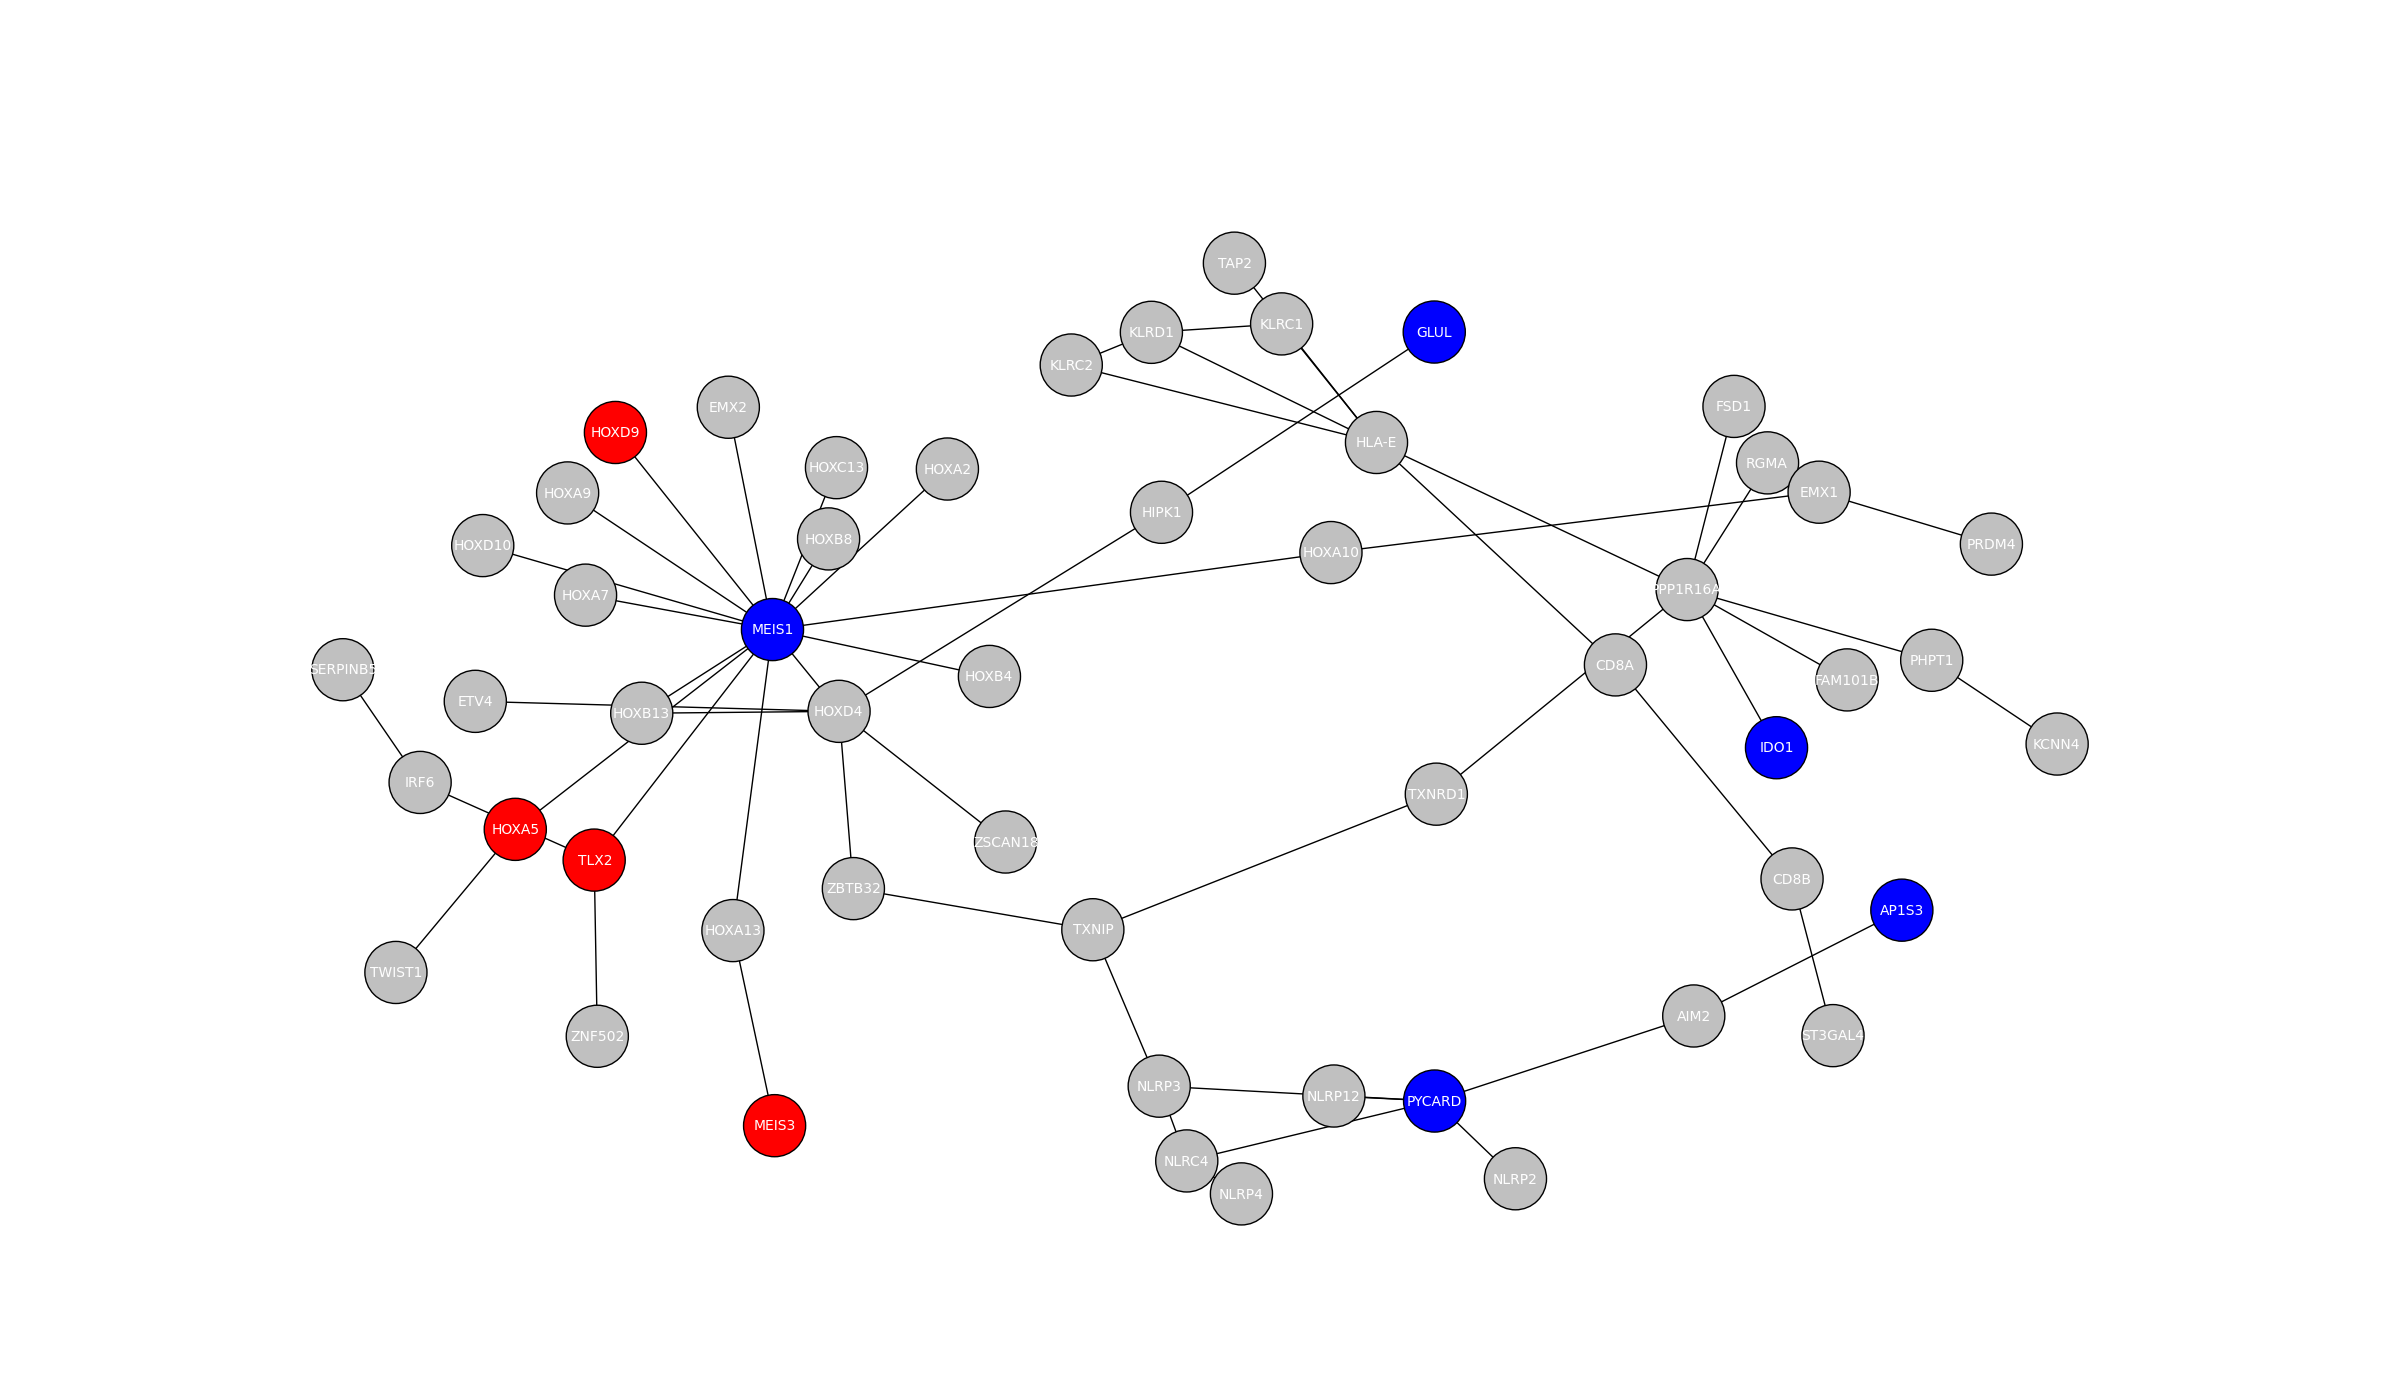 TAP2
KLRC1
KLRD1
GLUL
KLRC2
FSD1
EMX2
HOXD9
HLA-E
RGMA
HOXC13
HOXA2
HOXA9
EMX1
HIPK1
HOXB8
PRDM4
HOXD10
HOXA10
PPP1R16A
HOXA7
MEIS1
PHPT1
CD8A
SERPINB5
HOXB4
FAM101B
ETV4
HOXD4
HOXB13
KCNN4
IDO1
IRF6
TXNRD1
HOXA5
ZSCAN18
TLX2
CD8B
ZBTB32
AP1S3
TXNIP
HOXA13
TWIST1
AIM2
ST3GAL4
ZNF502
NLRP3
NLRP12
PYCARD
MEIS3
NLRC4
NLRP2
NLRP4